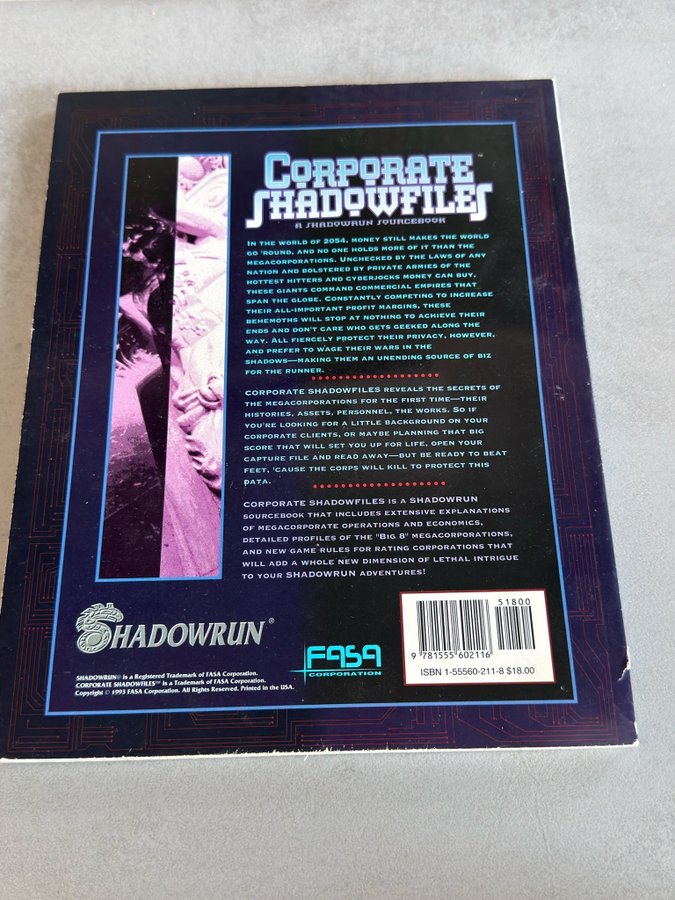 CORPORATE™
SHADOWFILES
A SHADOWRUN SOURCEBOOK
IN THE WORLD OF 2054, MONEY STILL MAKES THE WORLD
GO 'ROUND, AND NO ONE HOLDS MORE OF IT THAN THE
MEGACORPORATIONS. UNCHECKED BY THE LAWS OF ANY
NATION AND BOLSTERED BY PRIVATE ARMIES OF THE
HOTTEST HITTERS AND CYBERJOCKS MONEY CAN BUY,
THESE GIANTS COMMAND COMMERCIAL EMPIRES THAT
SPAN THE GLOBE. CONSTANTLY COMPETING TO INCREASE
THEIR ALL-IMPORTANT PROFIT MARGINS, THESE
BEHEMOTHS WILL STOP AT NOTHING TO ACHIEVE THEIR
ENDS AND DON'T CARE WHO GETS GEEKED ALONG THE
WAY. ALL FIERCELY PROTECT THEIR PRIVACY, HOWEVER,
AND PREFER TO WAGE THEIR WARS IN THE
SHADOWS—MAKING THEM AN UNENDING SOURCE OF BIZ
FOR THE RUNNER.
CORPORATE SHADOWFILES REVEALS THE SECRETS OF
THE MEGACORPORATIONS FOR THE FIRST TIME—THEIR
HISTORIES, ASSETS, PERSONNEL, THE WORKS. SO IF
YOU'RE LOOKING FOR A LITTLE BACKGROUND ON YOUR
CORPORATE CLIENTS, OR MAYBE PLANNING THAT BIG
SCORE THAT WILL SET YOU UP FOR LIFE, OPEN YOUR
CAPTURE FILE AND READ AWAY—BUT BE READY TO BEAT
FEET, 'CAUSE THE CORPS WILL KILL TO PROTECT THIS
DATA.
CORPORATE SHADOWFILES IS A SHADOWRUN
SOURCEBOOK THAT INCLUDES EXTENSIVE EXPLANATIONS
OF MEGACORPORATE OPERATIONS AND ECONOMICS,
DETAILED PROFILES OF THE "BIG 8" MEGACORPORATIONS,
AND NEW GAME RULES FOR RATING CORPORATIONS THAT
WILL ADD A WHOLE NEW DIMENSION OF LETHAL INTRIGUE
TO YOUR SHADOWRUN ADVENTURES!
SHADOWRUN®
SHADOWRUN® is a Registered Trademark of FASA Corporation.
CORPORATE SHADOWFILES™ is a Trademark of FASA Corporation.
Copyright © 1993 FASA Corporation. All Rights Reserved. Printed in the USA.
FASA
CORPORATION
51800
9 781555 602116
ISBN 1-55560-211-8 $18.00